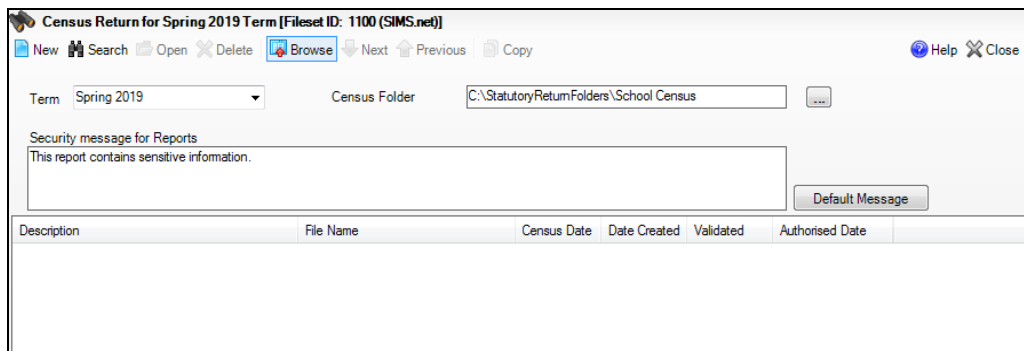 Census Return for Spring 2019 Term [Fileset ID: 1100 (SIMS.net)]
New Search Open Delete Browse Next Previous Copy Help Close
Term Spring 2019 Census Folder C:\StatutoryReturnFolders\School Census ...
Security message for Reports
This report contains sensitive information.
Default Message
Description File Name Census Date Date Created Validated Authorised Date